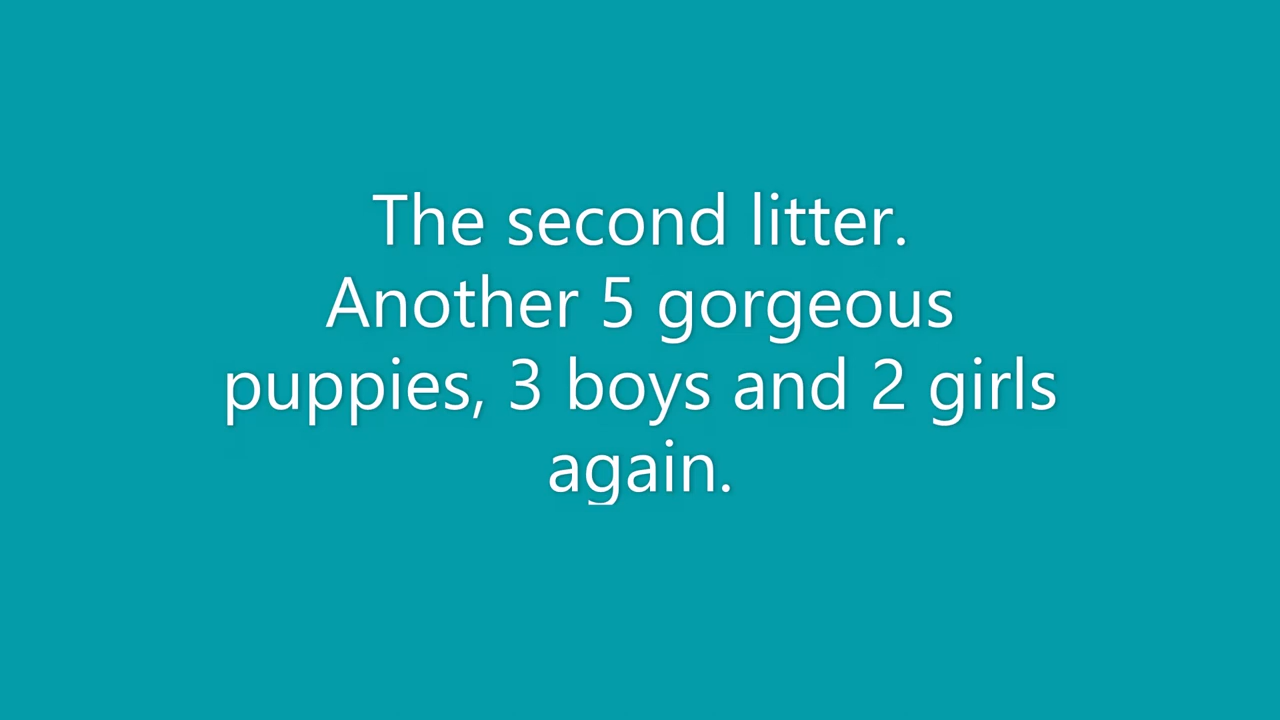 The second litter.
Another 5 gorgeous
puppies, 3 boys and 2 girls
again.